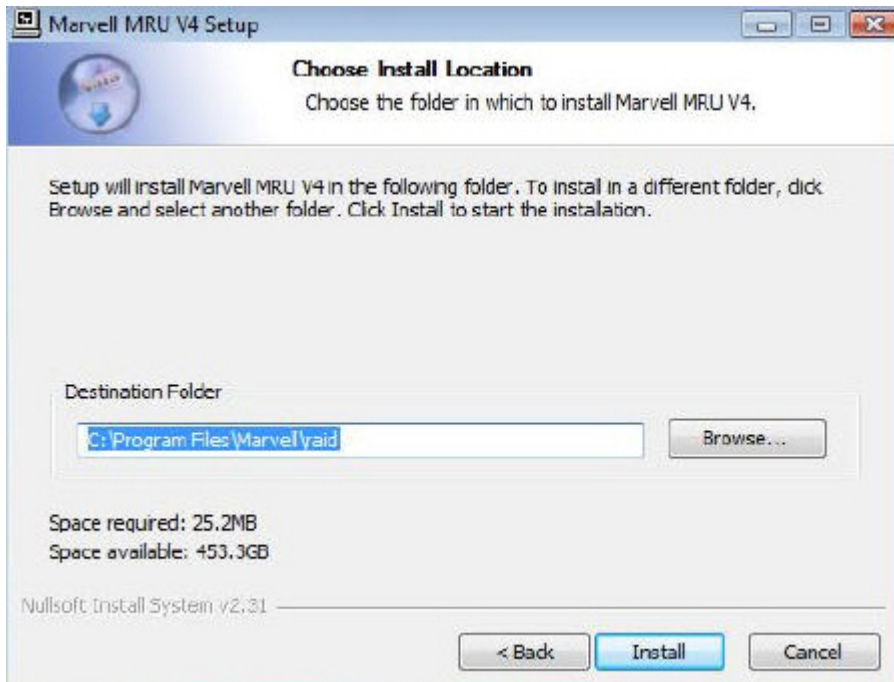 Marvell MRU V4 Setup
Choose Install Location
Choose the folder in which to install Marvell MRU V4.
Setup will install Marvell MRU V4 in the following folder. To install in a different folder, click
Browse and select another folder. Click Install to start the installation.
Destination Folder
C:\Program Files\Marvell\raid
Browse...
Space required: 25.2MB
Space available: 453.3GB
Nullsoft Install System v2.31
< Back
Install
Cancel